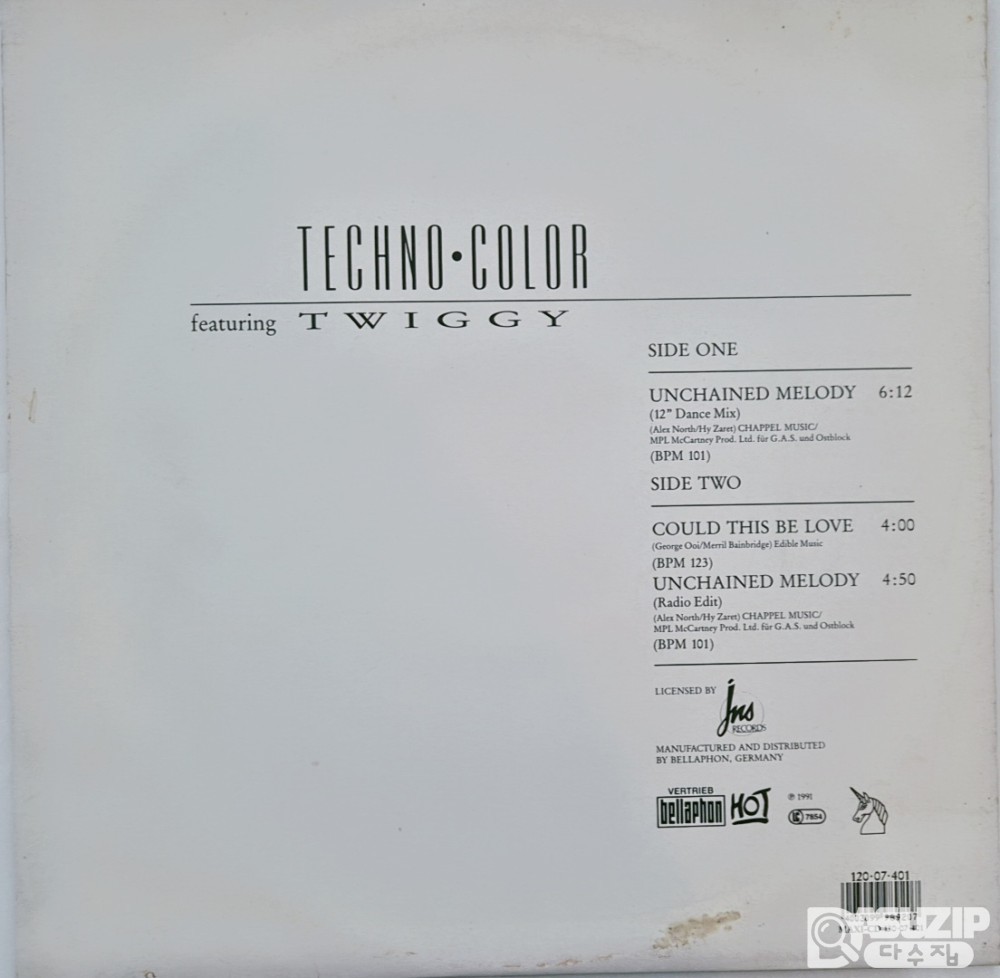 TECHNO•COLOR
featuring TWIGGY
SIDE ONE
UNCHAINED MELODY 6:12
(12” Dance Mix)
(Alex North/Hy Zaret) CHAPPEL MUSIC/
MPL McCartney Prod. Ltd. für G.A.S. und Ostblock
(BPM 101)
SIDE TWO
COULD THIS BE LOVE 4:00
(George Ooi/Merril Bainbridge) Edible Music
(BPM 123)
UNCHAINED MELODY 4:50
(Radio Edit)
(Alex North/Hy Zaret) CHAPPEL MUSIC/
MPL McCartney Prod. Ltd. für G.A.S. und Ostblock
(BPM 101)
LICENSED BY jns
RECORDS
MANUFACTURED AND DISTRIBUTED
BY BELLAPHON, GERMANY
VERTRIEB
bellaphon HOT
℗ 1991
LC 7854
120·07·401
다수집